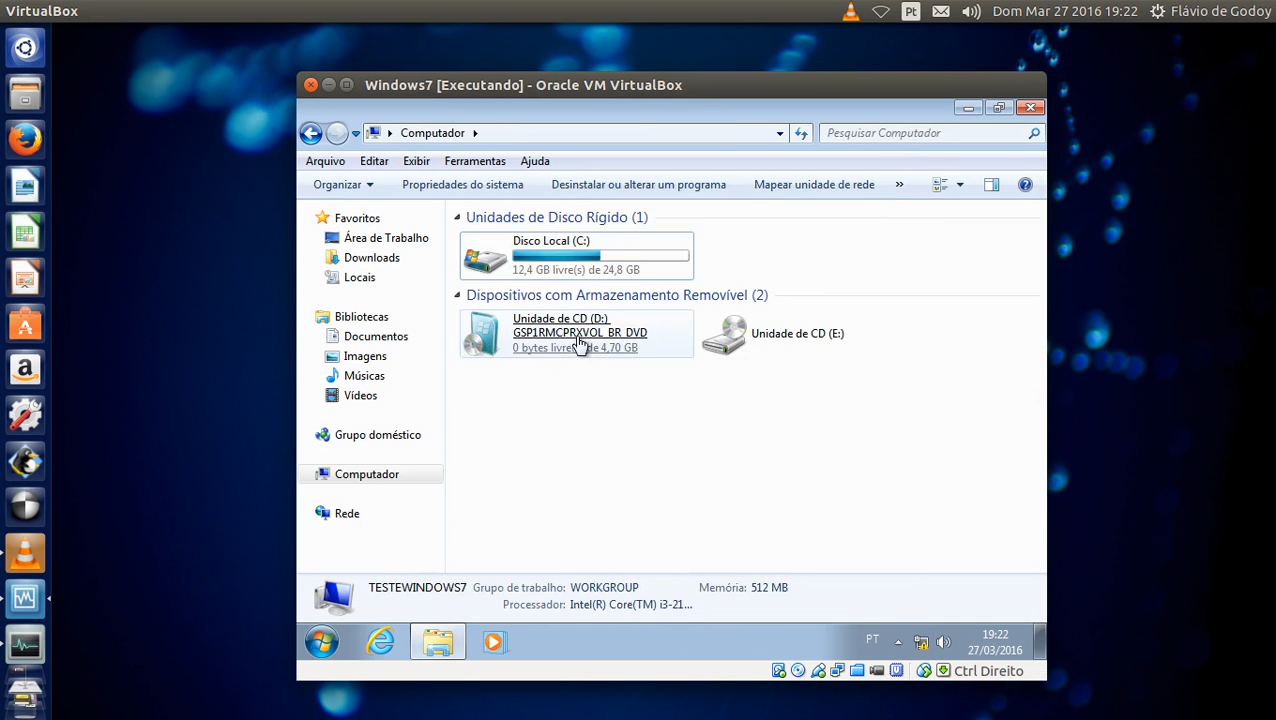 VirtualBox
Pt
Dom Mar 27 2016 19:22
Flávio de Godoy
Windows7 [Executando] - Oracle VM VirtualBox
Computador
Pesquisar Computador
Arquivo Editar Exibir Ferramentas Ajuda
Organizar Propriedades do sistema Desinstalar ou alterar um programa Mapear unidade de rede »
Favoritos
Área de Trabalho
Downloads
Locais
Bibliotecas
Documentos
Imagens
Músicas
Vídeos
Grupo doméstico
Computador
Rede
Unidades de Disco Rígido (1)
Disco Local (C:)
12,4 GB livre(s) de 24,8 GB
Dispositivos com Armazenamento Removível (2)
Unidade de CD (D:)
GSP1RMCPRXVOL_BR_DVD
0 bytes de 4,70 GB
Unidade de CD (E:)
TESTEWINDOWS7 Grupo de trabalho: WORKGROUP Memória: 512 MB
Processador: Intel(R) Core(TM) i3-21...
PT
19:22
27/03/2016
Ctrl Direito